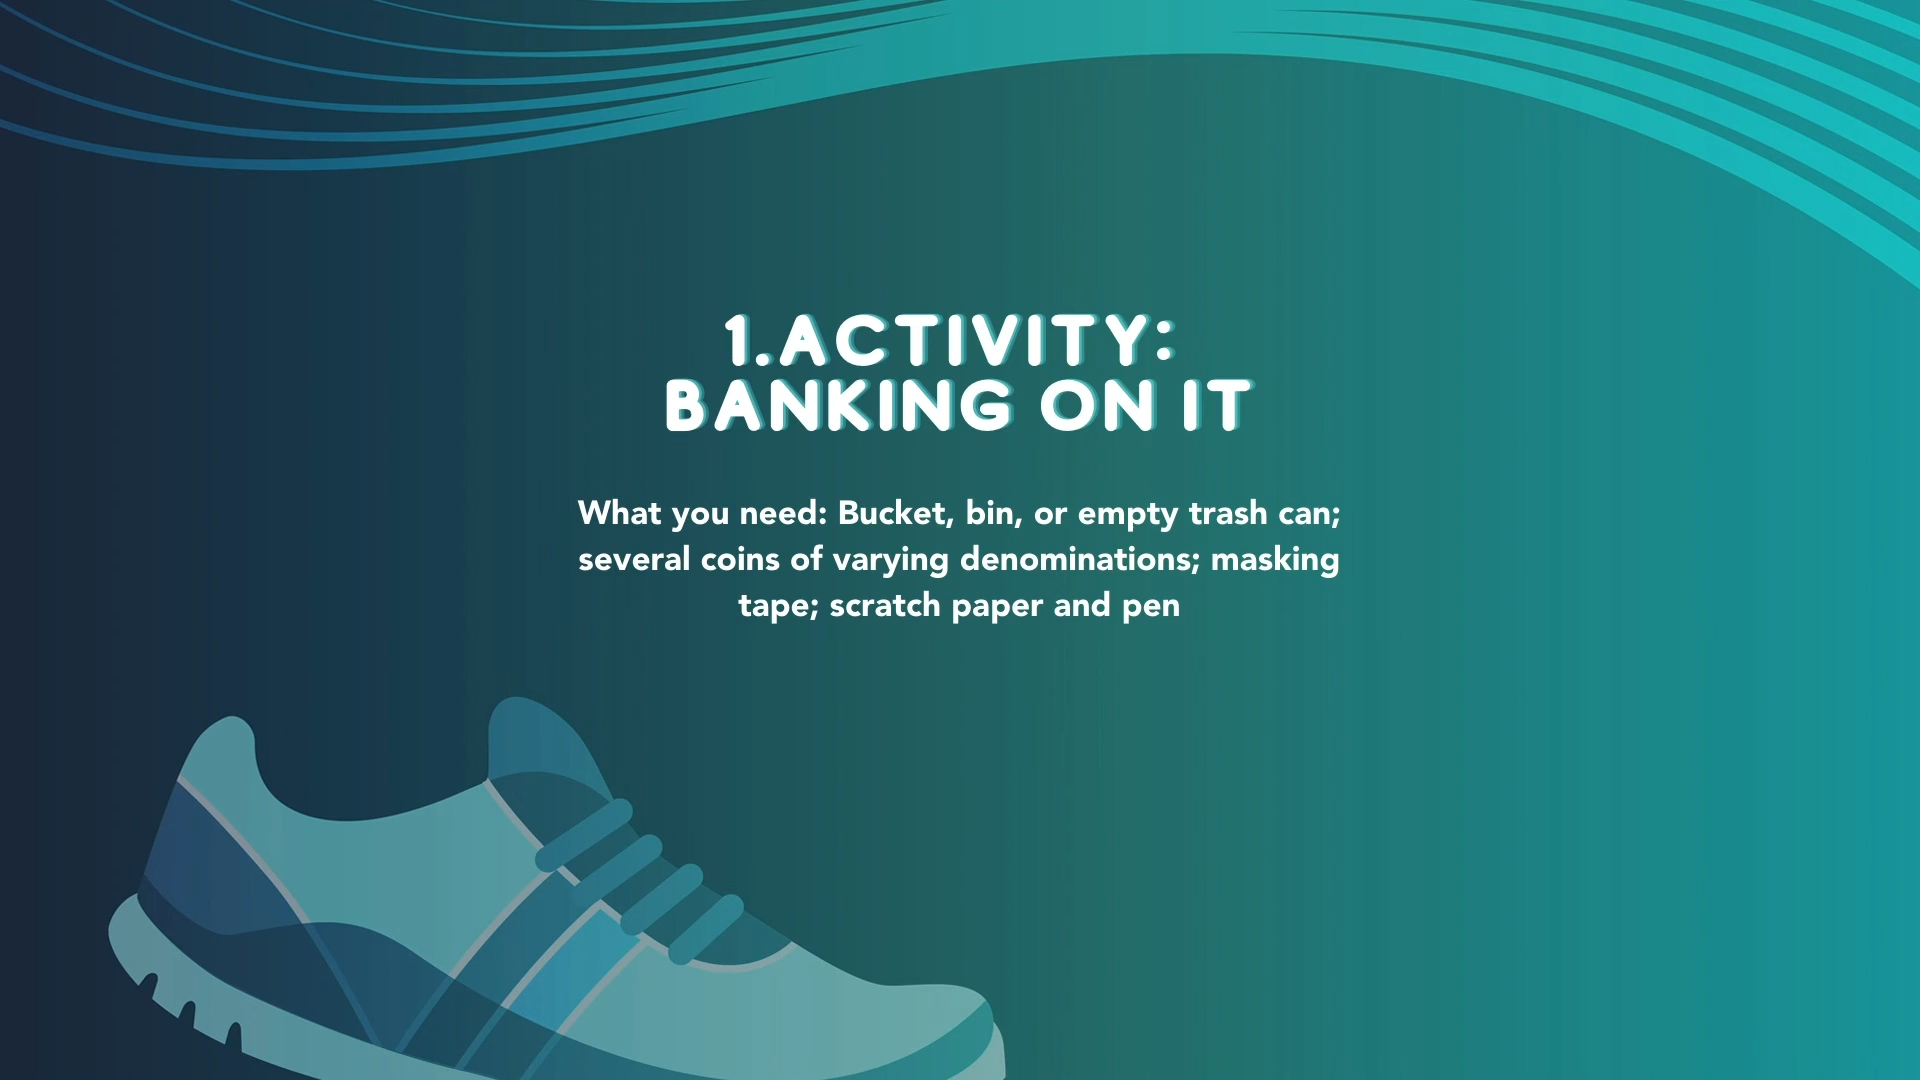 1.ACTIVITY:
BANKING ON IT
What you need: Bucket, bin, or empty trash can;
several coins of varying denominations; masking
tape; scratch paper and pen